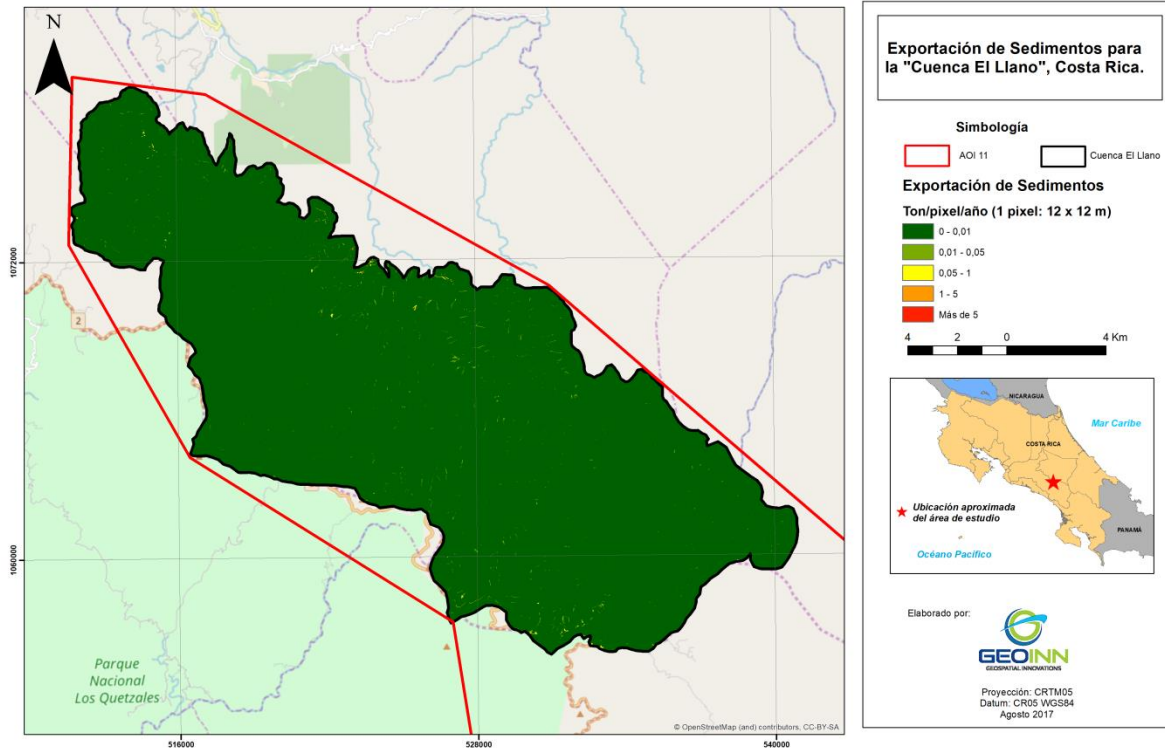 N
1072000
1060000
516000
528000
540000
2
Parque
Nacional
Los Quetzales
© OpenStreetMap (and) contributors, CC-BY-SA
Exportación de Sedimentos para
la "Cuenca El Llano", Costa Rica.
Simbología
AOI 11
Cuenca El Llano
Exportación de Sedimentos
Ton/pixel/año (1 pixel: 12 x 12 m)
0 - 0,01
0,01 - 0,05
0,05 - 1
1 - 5
Más de 5
4 2 0 4 Km
NICARAGUA
Mar Caribe
COSTA RICA
Ubicación aproximada
del área de estudio
PANAMÁ
Océano Pacífico
Elaborado por:
GEOINN
GEOSPATIAL INNOVATIONS
Proyección: CRTM05
Datum: CR05 WGS84
Agosto 2017